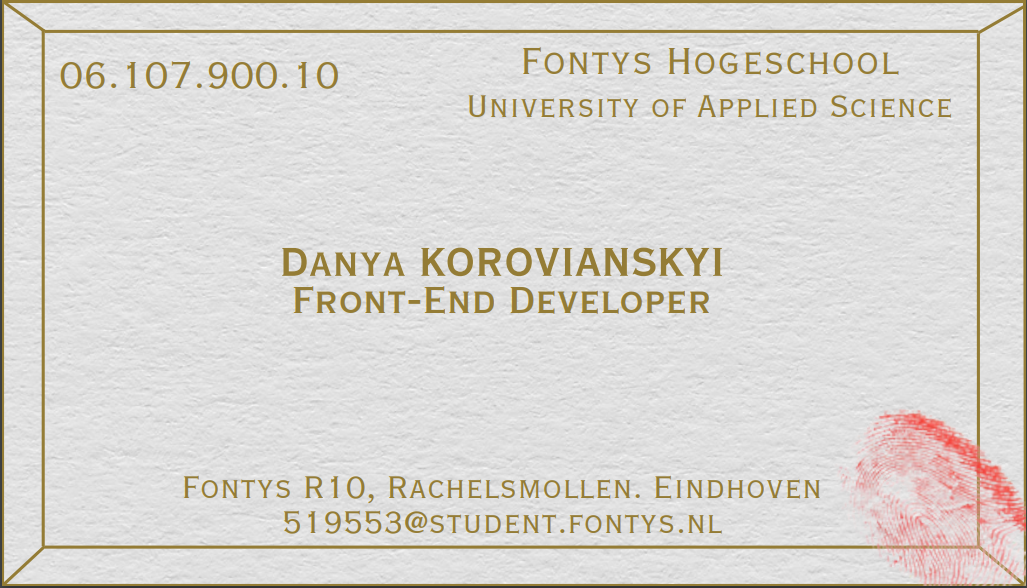 06.107.900.10
Fontys Hogeschool
University of Applied Science
Danya KOROVIANSKYI
Front-End Developer
Fontys R10, Rachelsmollen. Eindhoven
519553@student.fontys.nl